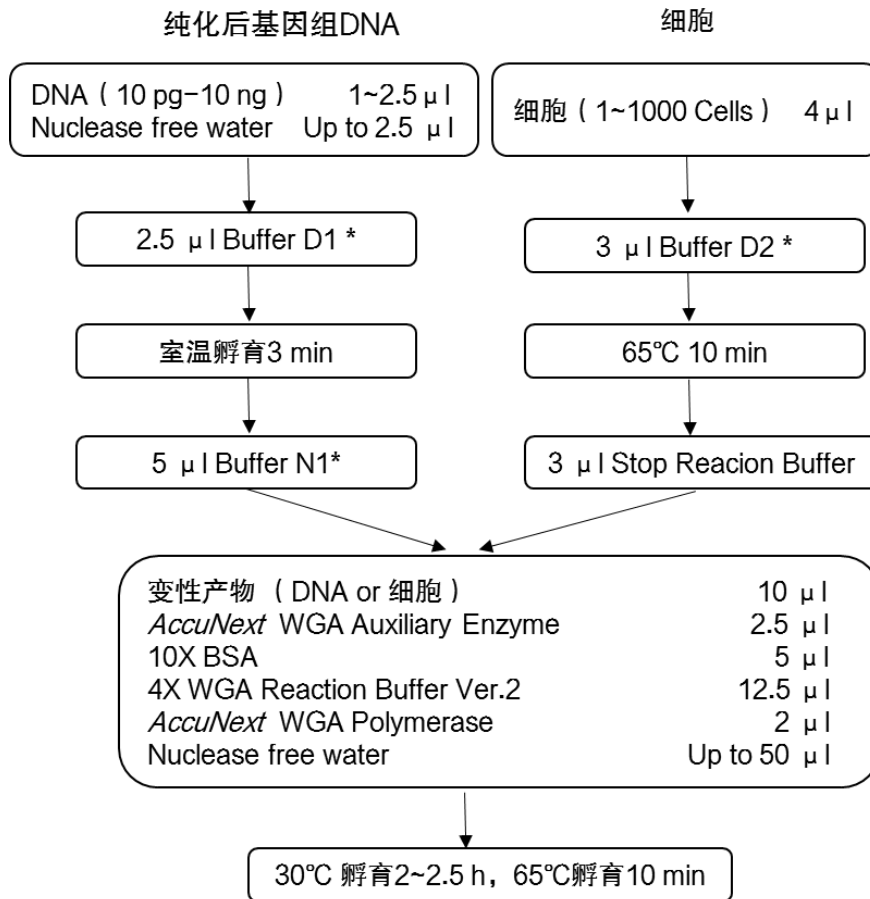 纯化后基因组DNA
DNA（10 pg-10 ng） 1~2.5 μl
Nuclease free water Up to 2.5 μl
2.5 μl Buffer D1 *
室温孵育3 min
5 μl Buffer N1*
细胞
细胞（1~1000 Cells） 4 μl
3 μl Buffer D2 *
65℃ 10 min
3 μl Stop Reacion Buffer
变性产物 （DNA or 细胞） 10 μl
AccuNext WGA Auxiliary Enzyme 2.5 μl
10X BSA 5 μl
4X WGA Reaction Buffer Ver.2 12.5 μl
AccuNext WGA Polymerase 2 μl
Nuclease free water Up to 50 μl
30℃ 孵育2~2.5 h，65℃孵育10 min